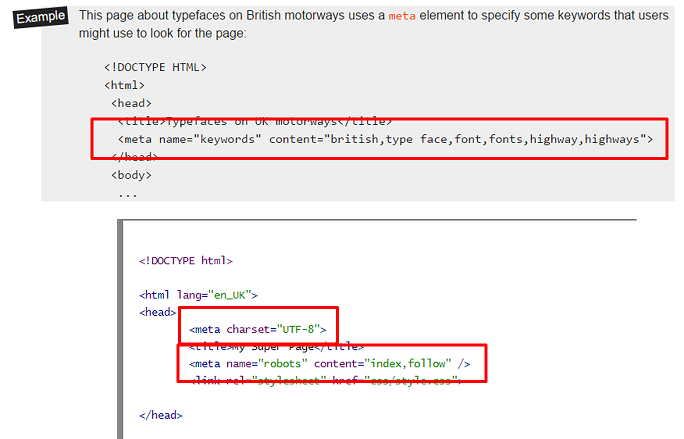 Example This page about typefaces on British motorways uses a meta element to specify some keywords that users
might use to look for the page:
<!DOCTYPE HTML>
<html>
<head>
<title>Typefaces on UK motorways</title>
<meta name="keywords" content="british,type face,font,fonts,highway,highways">
</head>
<body>
...
<!DOCTYPE html>
<html lang="en_UK">
<head>
<meta charset="UTF-8">
<title>My Super Page</title>
<meta name="robots" content="index,follow" />
<link rel="stylesheet" href="css/style.css">
</head>